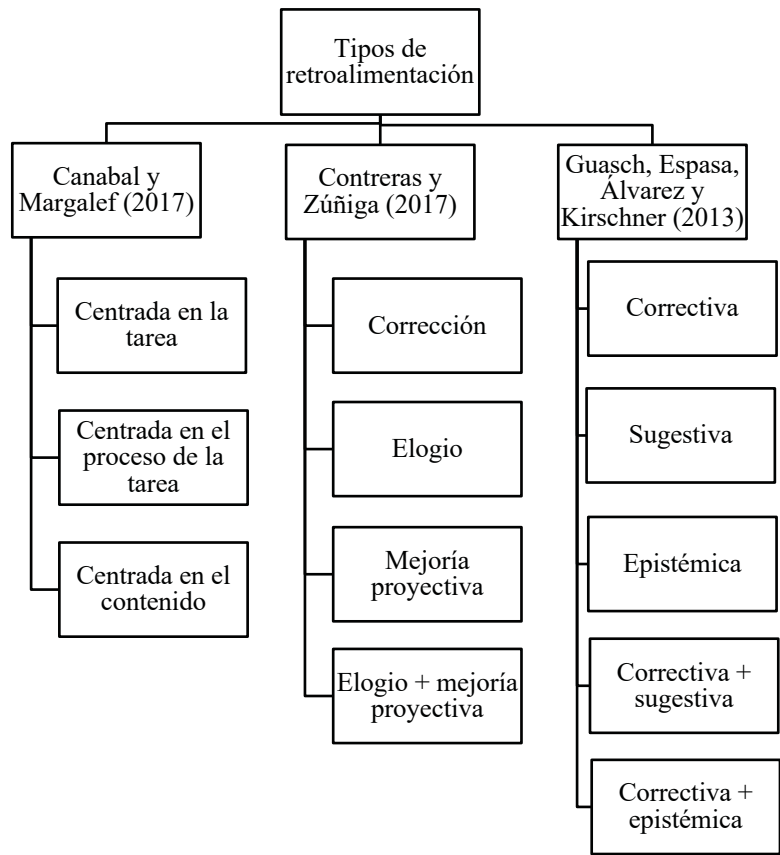 Tipos de
retroalimentación
Canabal y
Margalef (2017)
Centrada en la
tarea
Centrada en el
proceso de la
tarea
Centrada en el
contenido
Contreras y
Zúñiga (2017)
Corrección
Elogio
Mejoría
proyectiva
Elogio + mejoría
proyectiva
Guasch, Espasa,
Álvarez y
Kirschner (2013)
Correctiva
Sugestiva
Epistémica
Correctiva +
sugestiva
Correctiva +
epistémica